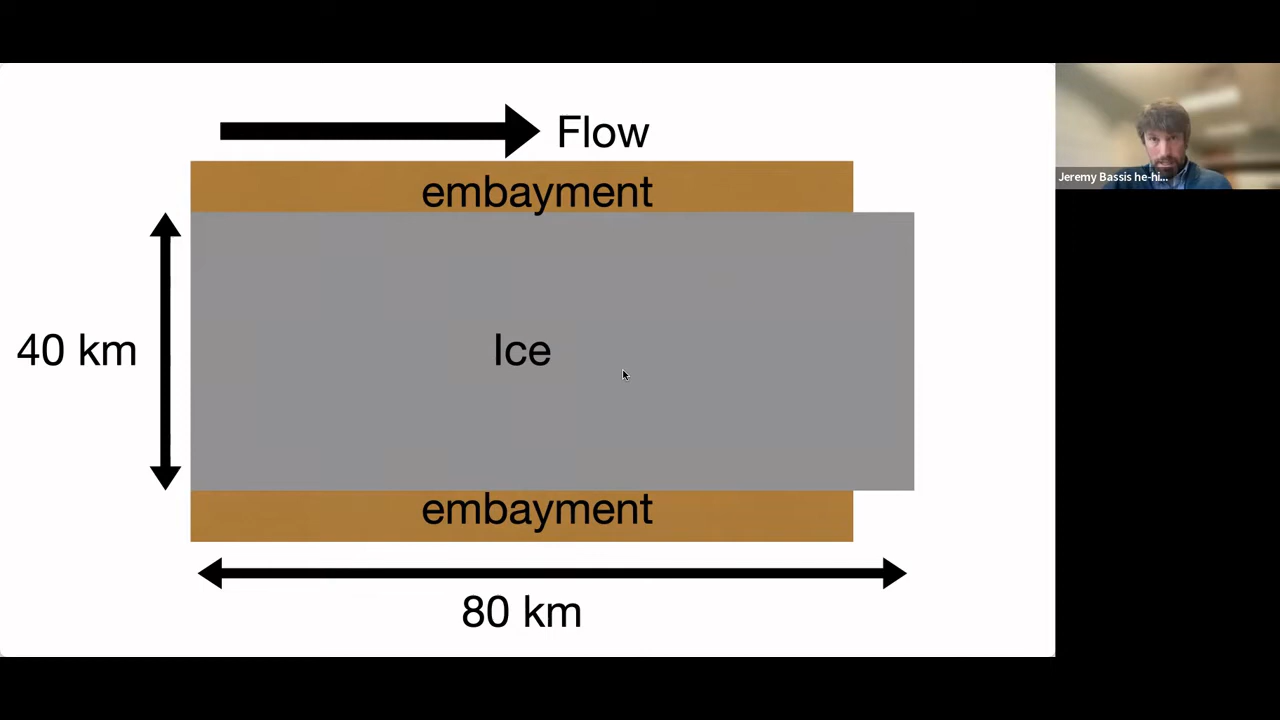 Flow
embayment
40 km
Ice
embayment
80 km
Jeremy Bassis he-hi...